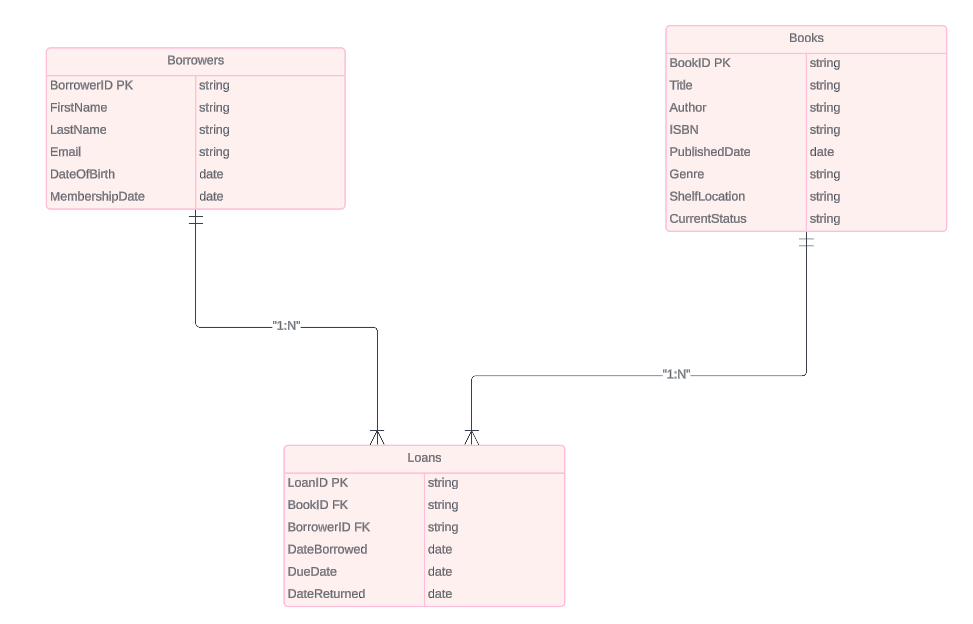 Borrowers
BorrowerID PK string
FirstName string
LastName string
Email string
DateOfBirth date
MembershipDate date
Books
BookID PK string
Title string
Author string
ISBN string
PublishedDate date
Genre string
ShelfLocation string
CurrentStatus string
"1:N"
"1:N"
Loans
LoanID PK string
BookID FK string
BorrowerID FK string
DateBorrowed date
DueDate date
DateReturned date